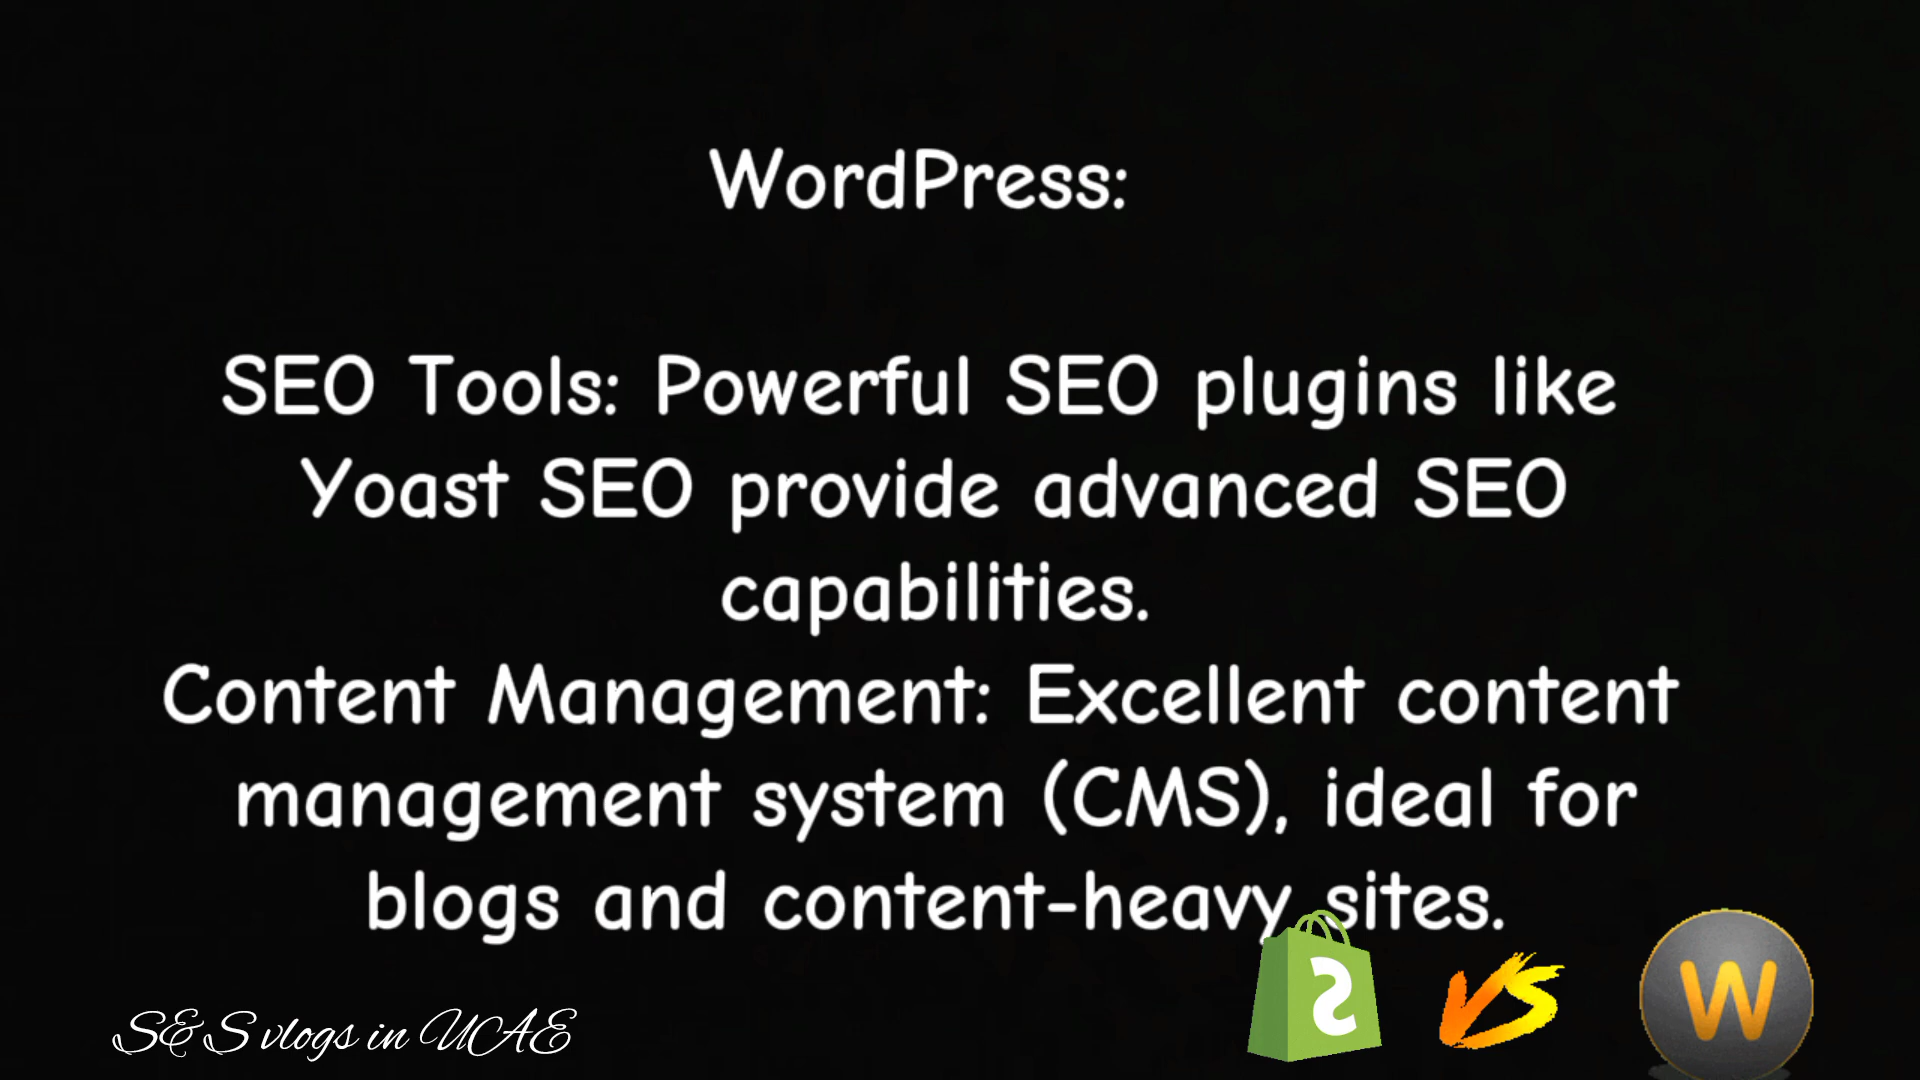 WordPress:
SEO Tools: Powerful SEO plugins like
Yoast SEO provide advanced SEO
capabilities.
Content Management: Excellent content
management system (CMS), ideal for
blogs and content-heavy sites.
S
VS
W
S&S vlogs in UAE